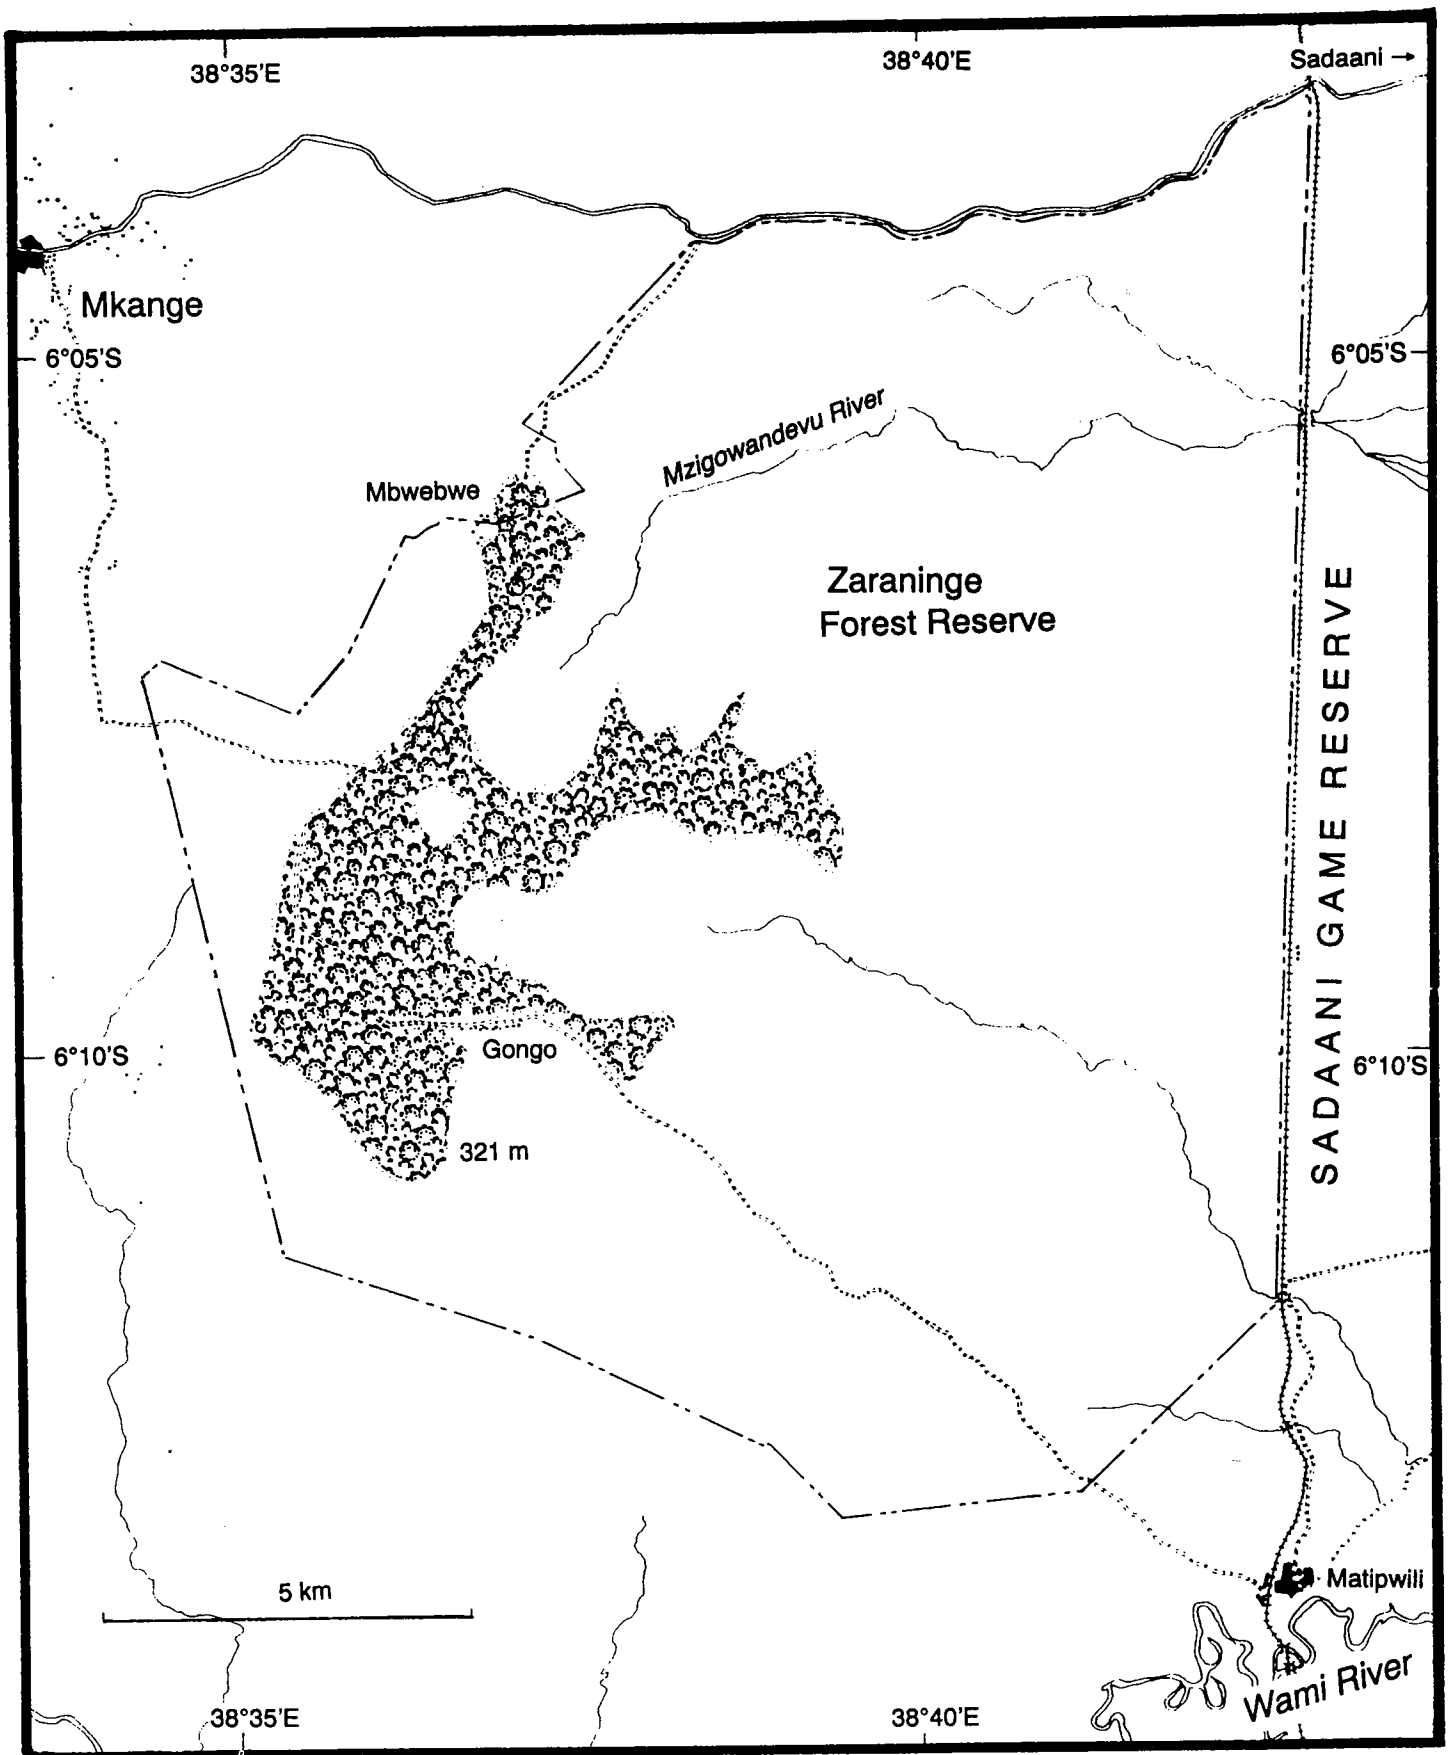 38°35'E
38°40'E
Sadaani →
Mkange
6°05'S
6°05'S
Mzigowandevu River
Mbwebwe
Zaraninge
Forest Reserve
SADAANI GAME RESERVE
6°10'S
Gongo
6°10'S
321 m
5 km
Matipwili
Wami River
38°35'E
38°40'E